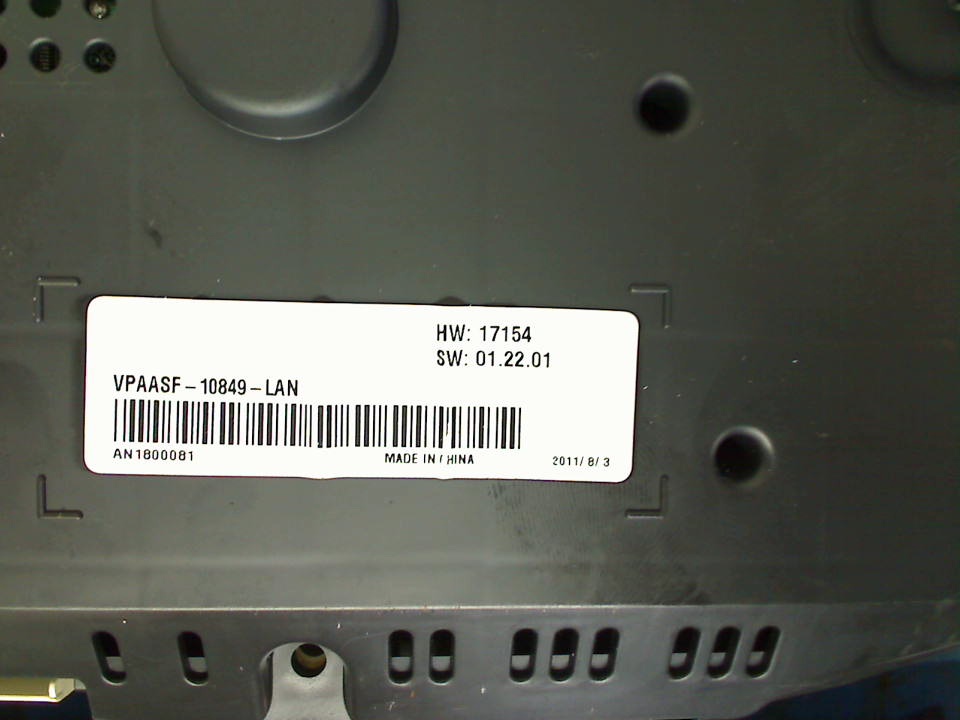 HW: 17154
SW: 01.22.01
VPAASF-10849-LAN
AN1800081
MADE IN CHINA
2011/8/3